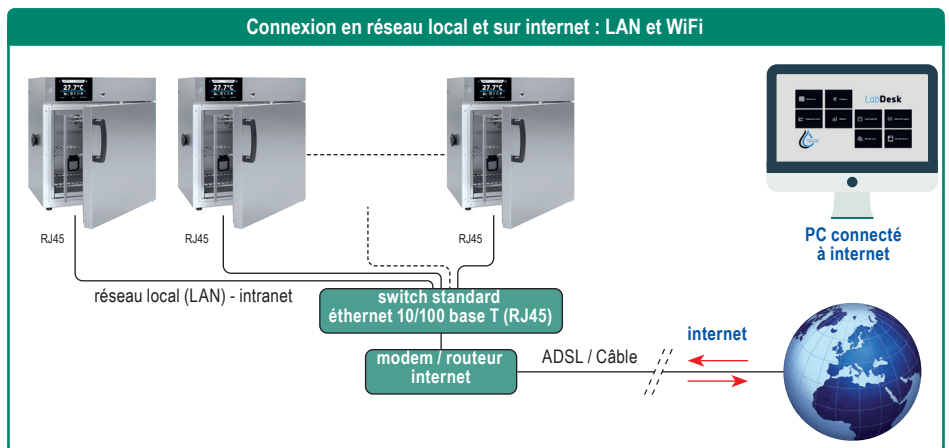 Connexion en réseau local et sur internet : LAN et WiFi
27.7°C
27.7°C
27.7°C
LabDesk
RJ45
RJ45
RJ45
PC connecté
à internet
réseau local (LAN) - intranet
switch standard
éthernet 10/100 base T (RJ45)
modem / routeur
internet
ADSL / Câble
internet